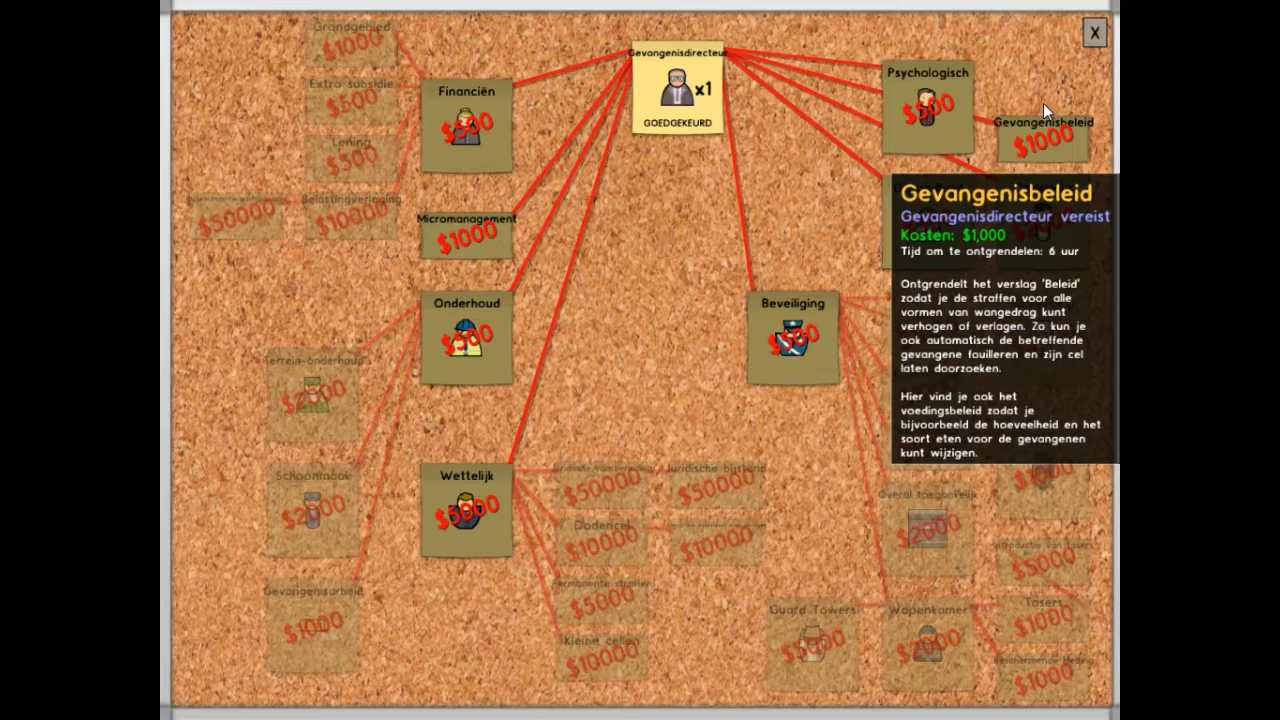 Grondgebied
$1000
Extra subsidie
$500
Lening
$500
$50000
Belastingverlaging
$10000
Financiën
$500
Gevangenisdirecteur
x1
GOEDGEKEURD
X
Psychologisch
$500
Gevangenisbeleid
$1000
Micromanagement
$1000
Gevangenisbeleid
Gevangenisdirecteur vereist
Kosten: $1,000
Tijd om te ontgrendelen: 6 uur
Ontgrendelt het verslag 'Beleid'
zodat je de straffen voor alle
vormen van wangedrag kunt
verhogen of verlagen. Zo kun je
ook automatisch de betreffende
gevangene fouilleren en zijn cel
laten doorzoeken.
Hier vind je ook het
voedingsbeleid zodat je
bijvoorbeeld de hoeveelheid en het
soort eten voor de gevangenen
kunt wijzigen.
Onderhoud
$500
Beveiliging
$500
Terrein-onderhoud
$2000
Schoonmaak
$2000
Gevangenisarbeid
$1000
Wettelijk
$5000
$50000
Juridische bijstand
$50000
Dodencel
$10000
$10000
Permanente straffen
$5000
Kleine cellen
$10000
Overal toegankelijk
$2000
$1000
$5000
Guard Towers
$5000
Wapenkamer
$2000
Tasers
$1000
Beschermende kleding
$1000